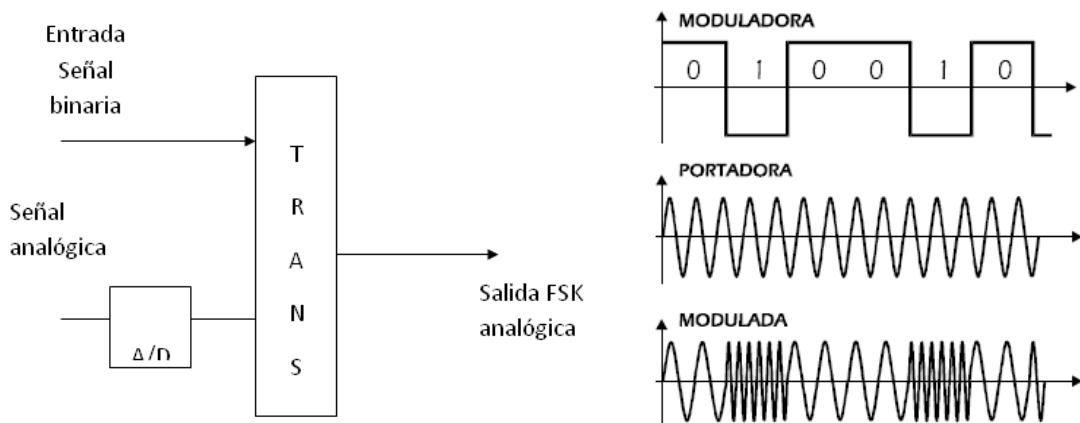 Entrada
Señal
binaria
Señal
analógica
A/D
T
R
A
N
S
Salida FSK
analógica
MODULADORA
0 1 0 0 1 0
PORTADORA
MODULADA